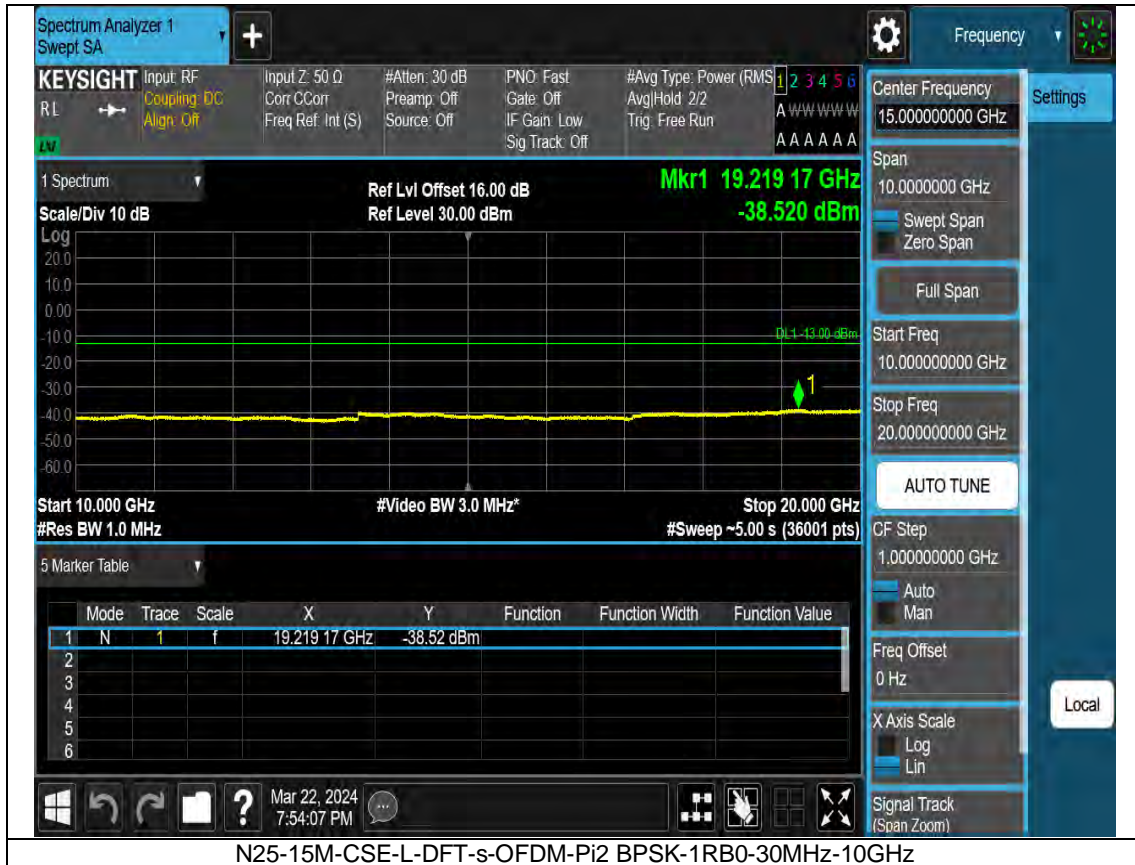 Spectrum Analyzer 1
Swept SA
+
Frequency
KEYSIGHT Input: RF Input Z: 50 Ω #Atten: 30 dB PNO: Fast #Avg Type: Power (RMS 1 2 3 4 5 6
RL Coupling: DC Corr CCorr Preamp: Off Gate: Off Avg|Hold: 2/2 A W W W W W
Align: Off Freq Ref: Int (S) Source: Off IF Gain: Low Trig: Free Run
Sig Track: Off A A A A A A
LXI
1 Spectrum
Ref Lvl Offset 16.00 dB
Mkr1 19.219 17 GHz
Scale/Div 10 dB
Ref Level 30.00 dBm
-38.520 dBm
Log
20.0
10.0
0.00
-10.0
DL1 -13.00 dBm
-20.0
-30.0
1
-40.0
-50.0
-60.0
Start 10.000 GHz #Video BW 3.0 MHz* Stop 20.000 GHz
#Res BW 1.0 MHz #Sweep ~5.00 s (36001 pts)
5 Marker Table
Mode Trace Scale X Y Function Function Width Function Value
1 N 1 f 19.219 17 GHz -38.52 dBm
2
3
4
5
6
Mar 22, 2024
7:54:07 PM
?
Center Frequency
15.000000000 GHz
Settings
Span
10.0000000 GHz
Swept Span
Zero Span
Full Span
Start Freq
10.000000000 GHz
Stop Freq
20.000000000 GHz
AUTO TUNE
CF Step
1.000000000 GHz
Auto
Man
Freq Offset
0 Hz
X Axis Scale
Log
Lin
Local
Signal Track
(Span Zoom)
N25-15M-CSE-L-DFT-s-OFDM-Pi2 BPSK-1RB0-30MHz-10GHz